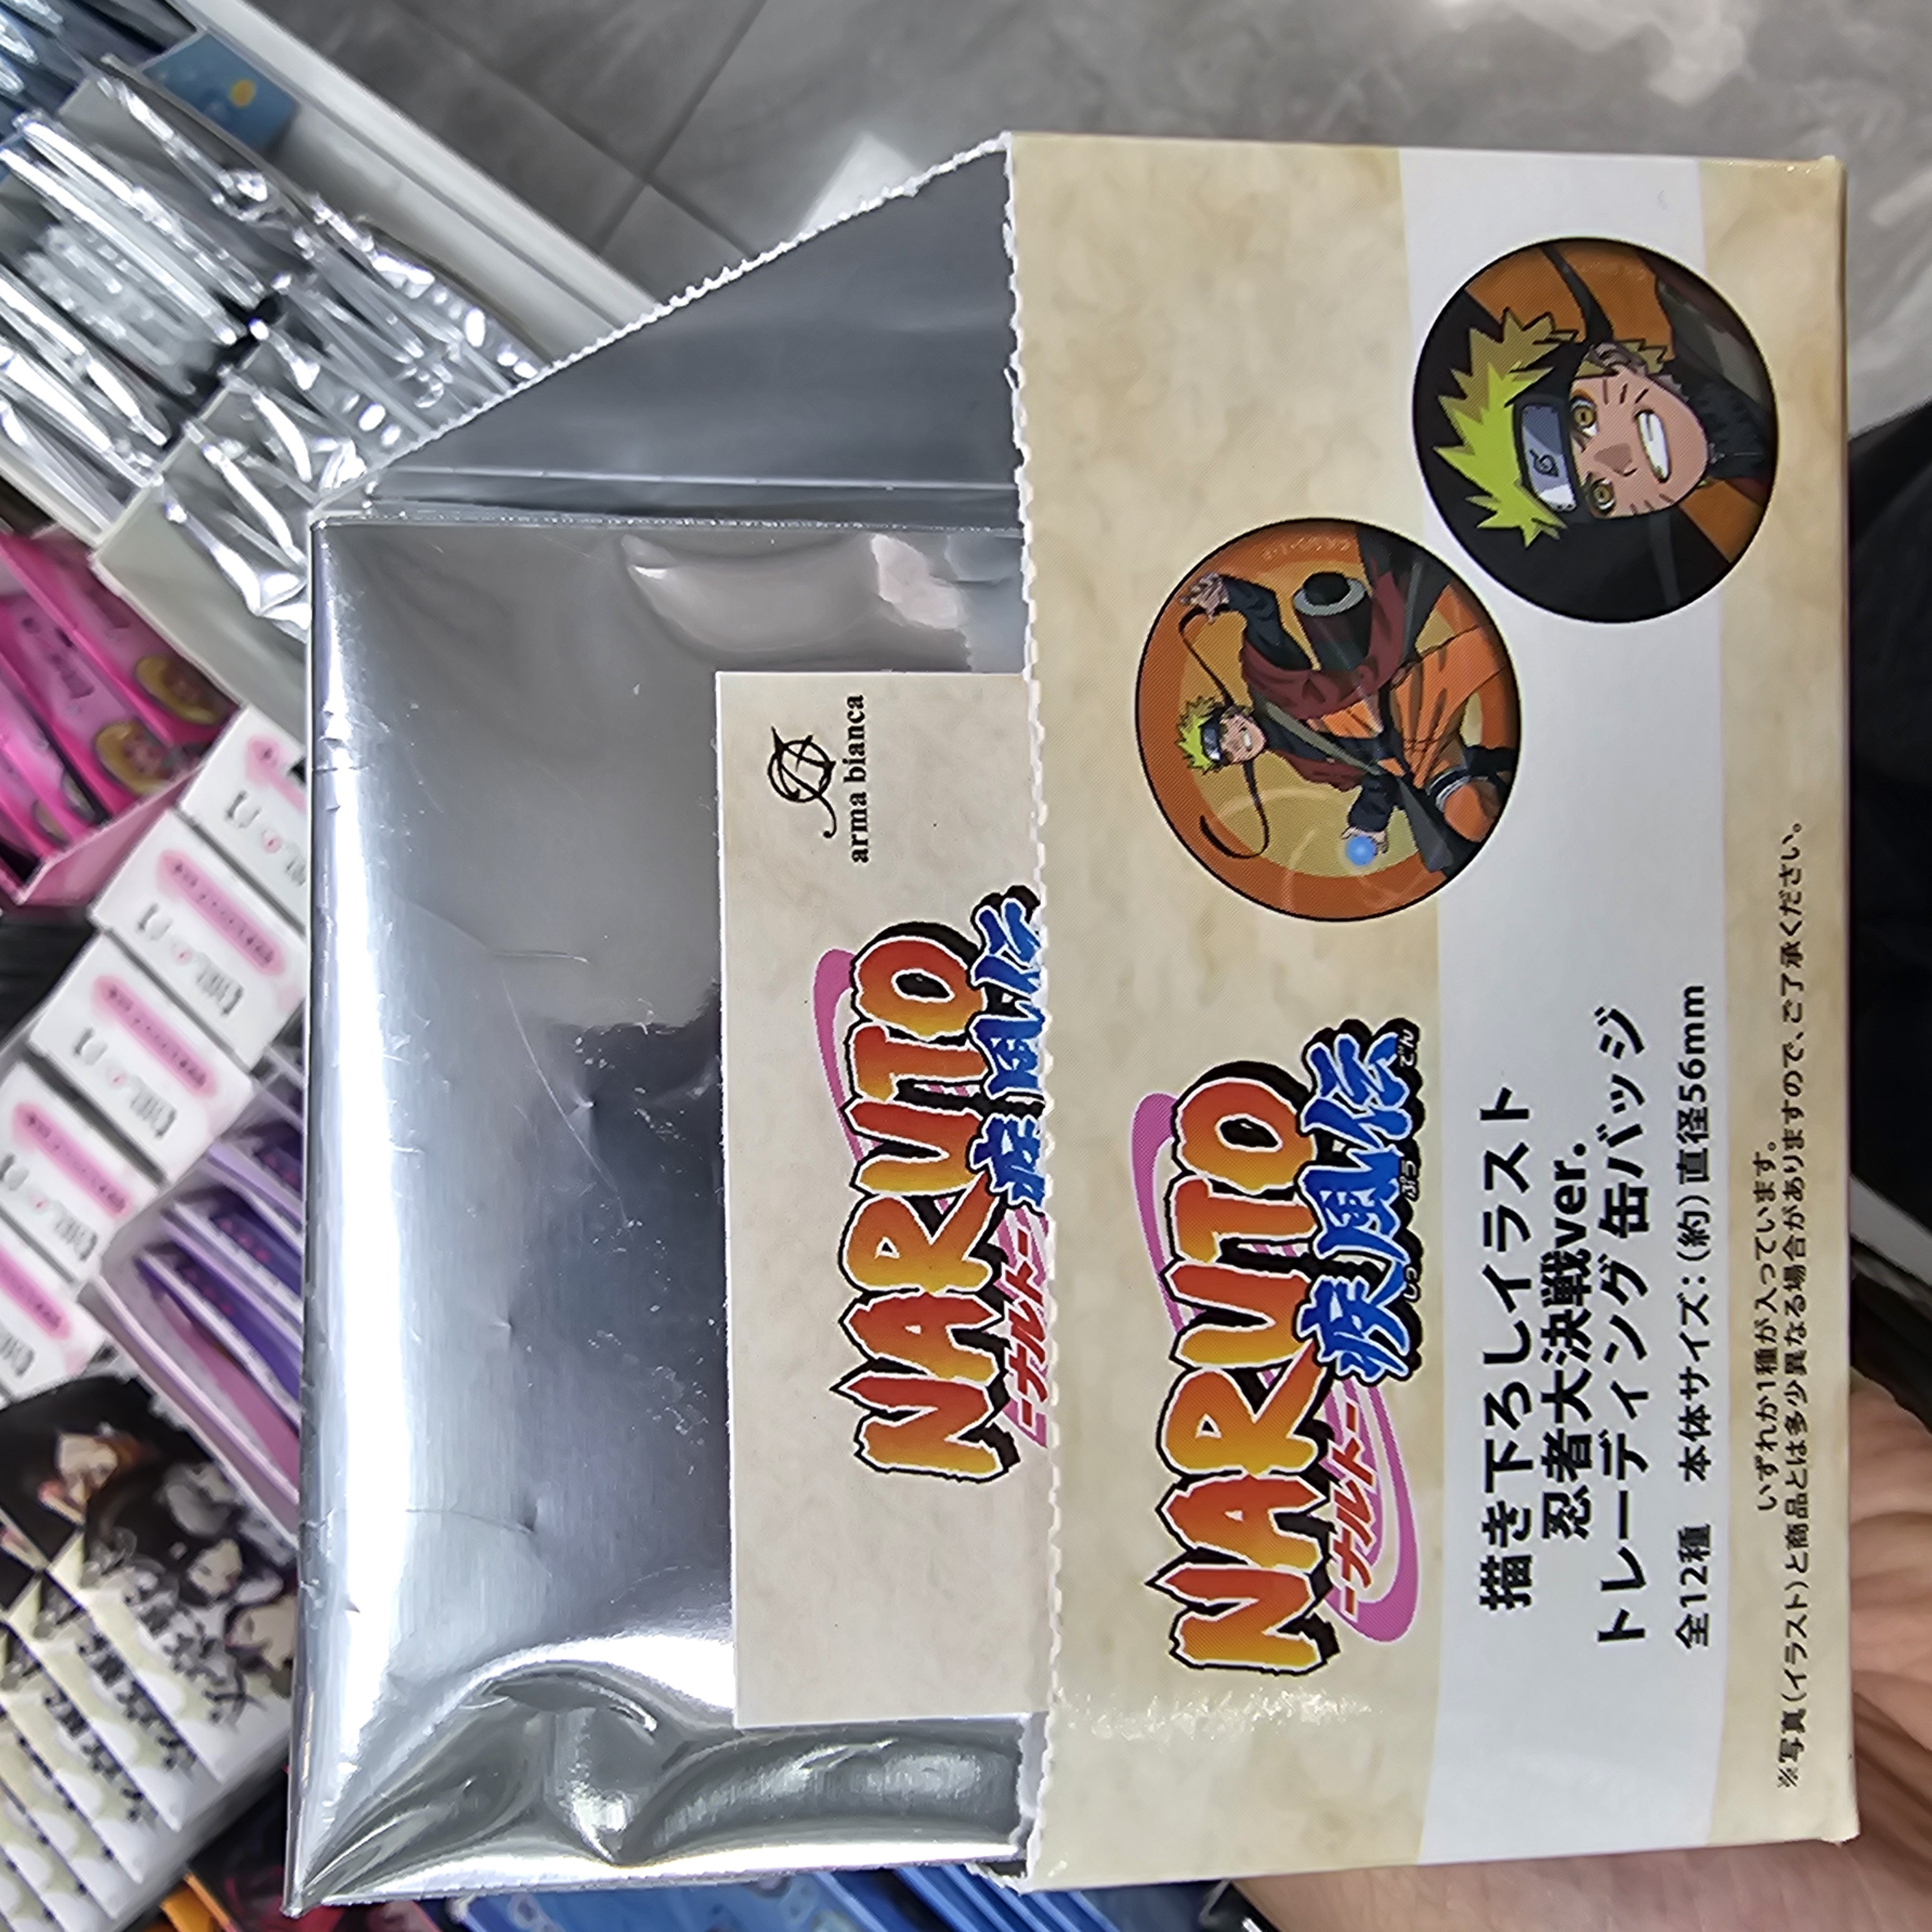 arma bianca
NARUTO
-ナルト-
疾風伝
NARUTO
-ナルト-
疾風伝
しっ ぷう でん
描き下ろしイラスト
忍者大決戦ver.
トレーディング 缶バッジ
全12種 本体サイズ:(約)直径56mm
いずれか1種が入っています。
※写真(イラスト)と商品とは多少異なる場合がありますので、ご了承ください。